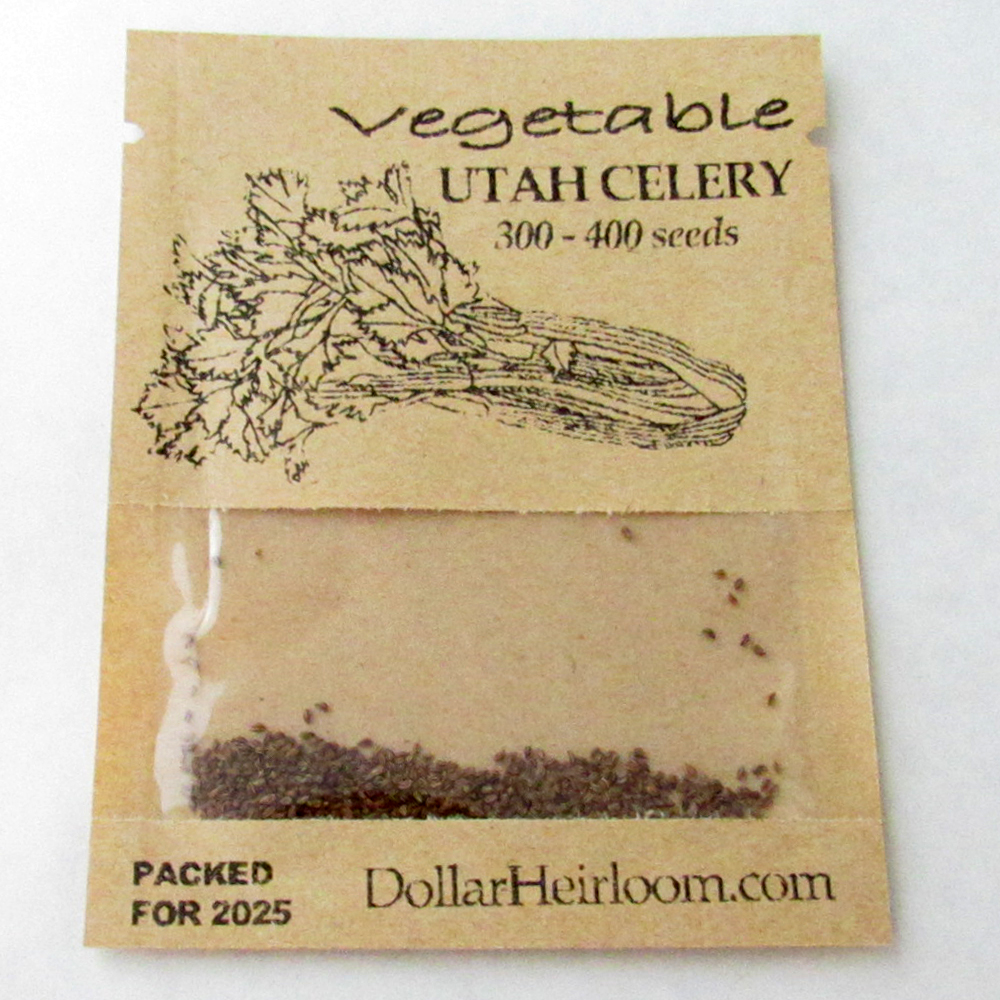 vegetable
UTAH CELERY
300 - 400 seeds
PACKED
FOR 2025
DollarHeirloom.com